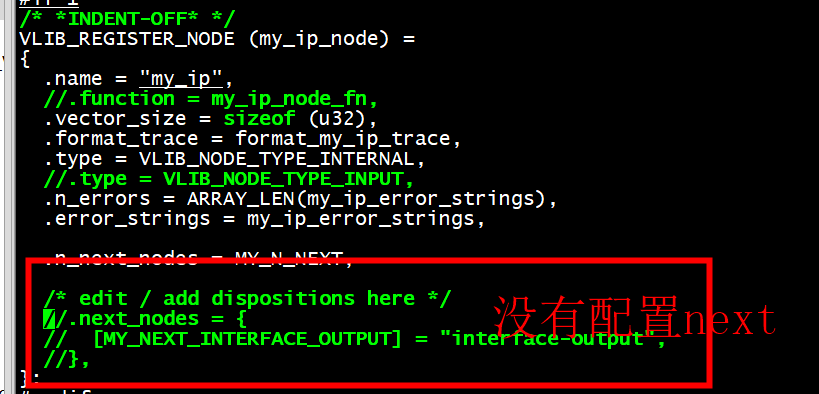 /* *INDENT-OFF* */
VLIB_REGISTER_NODE (my_ip_node) =
{
  .name = "my_ip",
  //.function = my_ip_node_fn,
  .vector_size = sizeof (u32),
  .format_trace = format_my_ip_trace,
  .type = VLIB_NODE_TYPE_INTERNAL,
  //.type = VLIB_NODE_TYPE_INPUT,
  .n_errors = ARRAY_LEN(my_ip_error_strings),
  .error_strings = my_ip_error_strings,
  .n_next_nodes = MY_N_NEXT,
  /* edit / add dispositions here */
  //.next_nodes = {
  //  [MY_NEXT_INTERFACE_OUTPUT] = "interface-output",
  //},
};
没有配置next